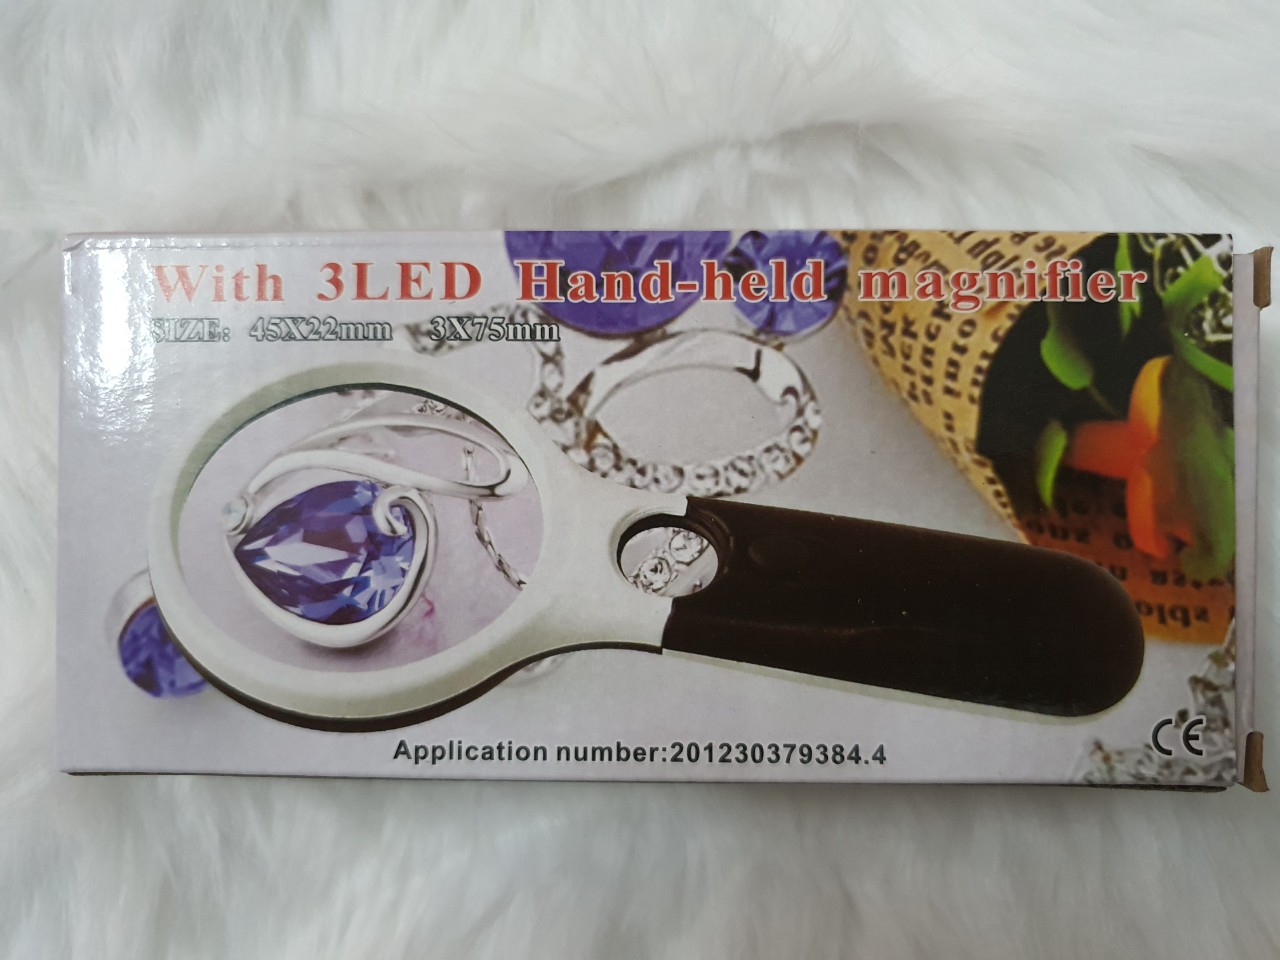 With 3LED Hand-held magnifier
SIZE: 45X22mm 3X75mm
Application number:201230379384.4
CE